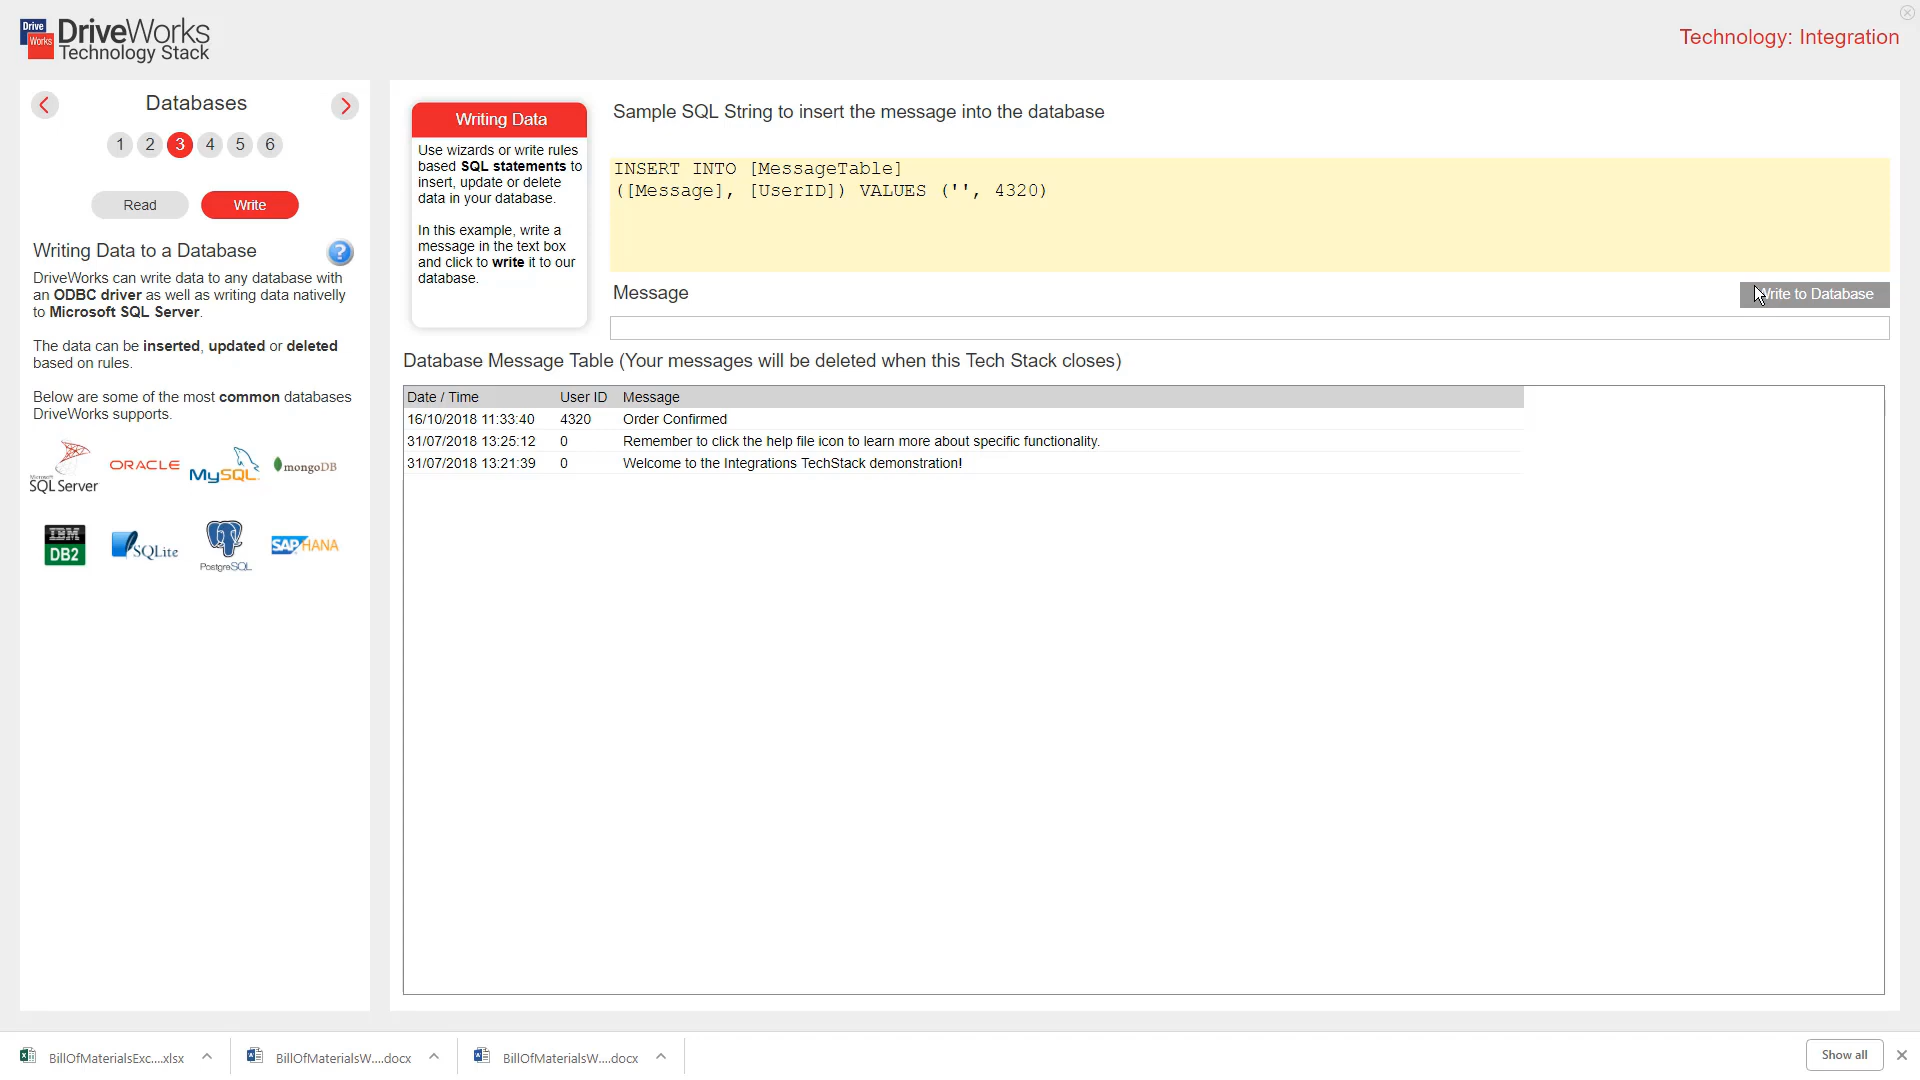 Drive
Works
DriveWorks
Technology Stack
Technology: Integration
Databases
1 2 3 4 5 6
Read Write
Writing Data to a Database
?
DriveWorks can write data to any database with
an ODBC driver as well as writing data nativelly
to Microsoft SQL Server.
The data can be inserted, updated or deleted
based on rules.
Below are some of the most common databases
DriveWorks supports.
Microsoft
SQL Server
ORACLE
MySQL
mongoDB
IBM
DB2
SQLite
PostgreSQL
SAP HANA
Writing Data
Use wizards or write rules
based SQL statements to
insert, update or delete
data in your database.
In this example, write a
message in the text box
and click to write it to our
database.
Sample SQL String to insert the message into the database
INSERT INTO [MessageTable]
([Message], [UserID]) VALUES ('', 4320)
Message
Write to Database
Database Message Table (Your messages will be deleted when this Tech Stack closes)
Date / Time User ID Message
16/10/2018 11:33:40 4320 Order Confirmed
31/07/2018 13:25:12 0 Remember to click the help file icon to learn more about specific functionality.
31/07/2018 13:21:39 0 Welcome to the Integrations TechStack demonstration!
BillOfMaterialsExc....xlsx
BillOfMaterialsW....docx
BillOfMaterialsW....docx
Show all